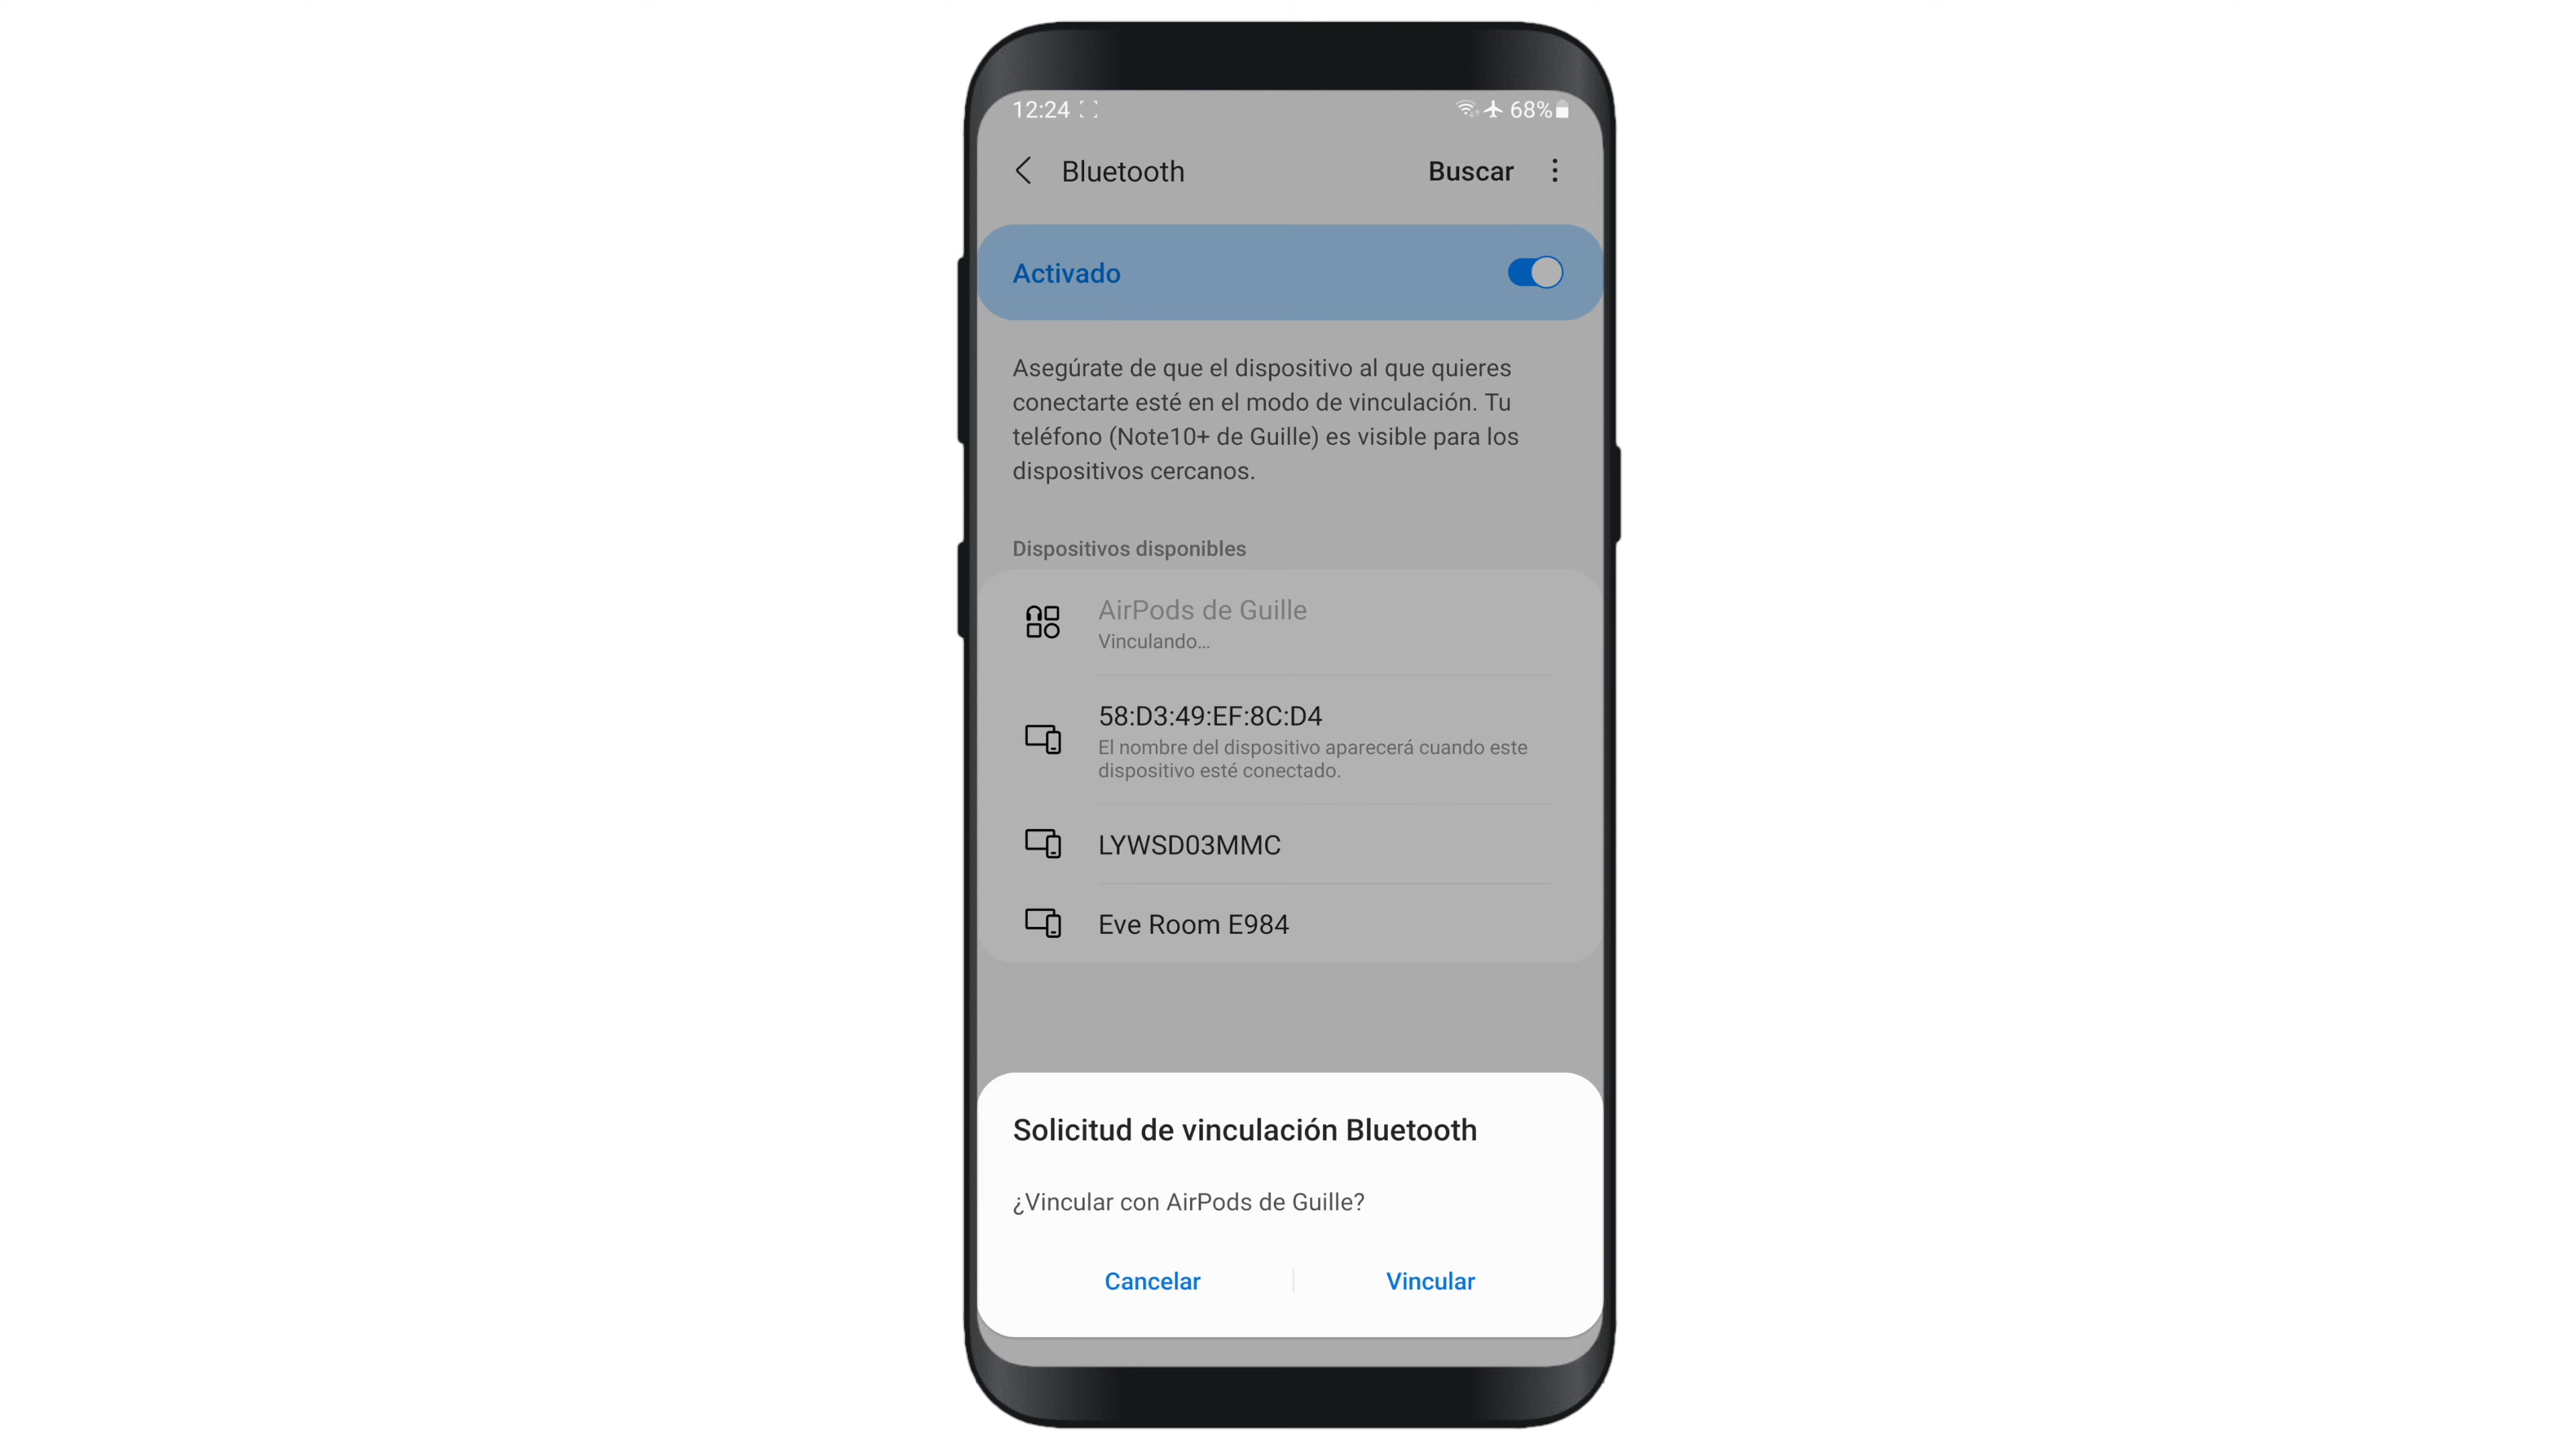 12:24 68%
Bluetooth Buscar
Activado
Asegúrate de que el dispositivo al que quieres
conectarte esté en el modo de vinculación. Tu
teléfono (Note10+ de Guille) es visible para los
dispositivos cercanos.
Dispositivos disponibles
AirPods de Guille
Vinculando...
58:D3:49:EF:8C:D4
El nombre del dispositivo aparecerá cuando este
dispositivo esté conectado.
LYWSD03MMC
Eve Room E984
Solicitud de vinculación Bluetooth
¿Vincular con AirPods de Guille?
Cancelar Vincular